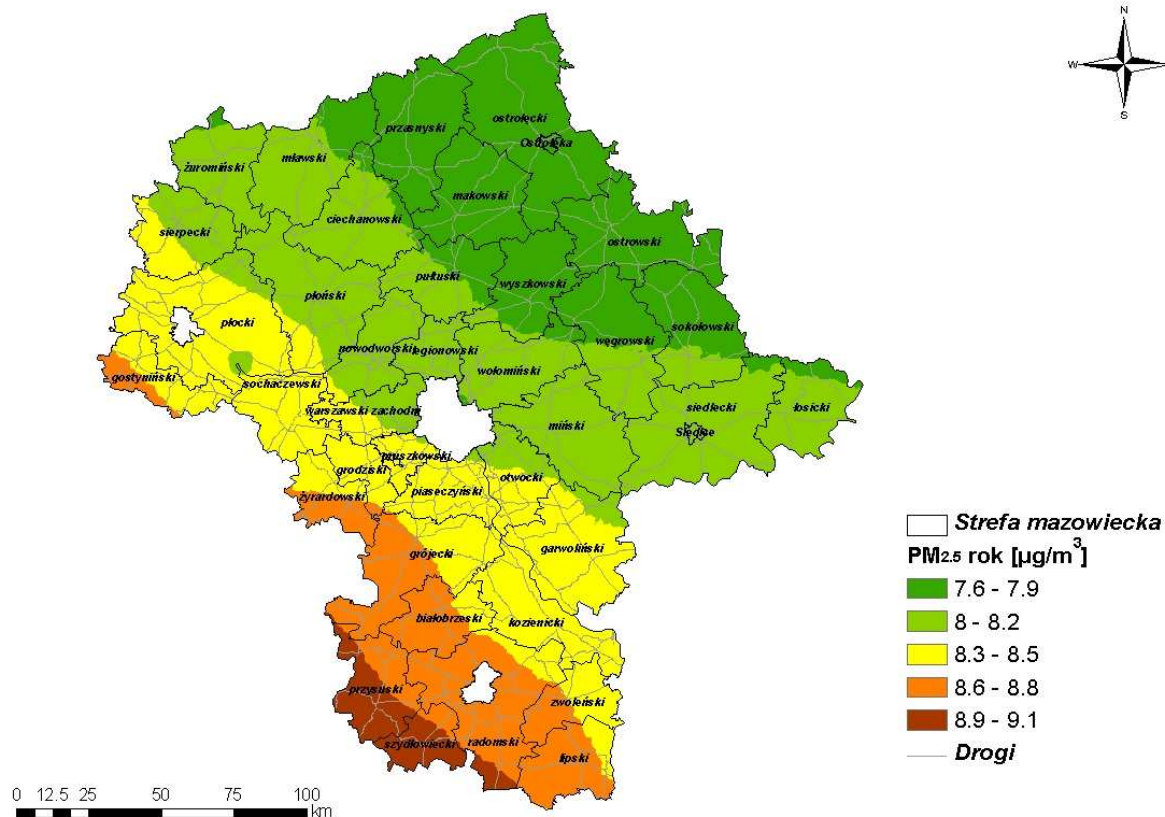 N
W
S
ostrołęcki
przasnyski
Ostrołęka
mławski
żuromiński
makowski
ciechanowski
sierpecki
ostrowski
pułtuski
wyszkowski
płoński
płocki
sokołowski
węgrowski
nowodworski
legionowski
wołomiński
gostyniński
sochaczewski
siedlecki
łosicki
warszawski zachodni
miński
Siedlce
pruszkowski
grodziski
otwocki
żyrardowski
piaseczyński
garwoliński
grójecki
białobrzeski
kozienicki
przysuski
zwoleński
szydłowiecki
radomski
lipski
Strefa mazowiecka
PM2.5 rok [µg/m³]
7.6 - 7.9
8 - 8.2
8.3 - 8.5
8.6 - 8.8
8.9 - 9.1
Drogi
0 12.5 25 50 75 100
km